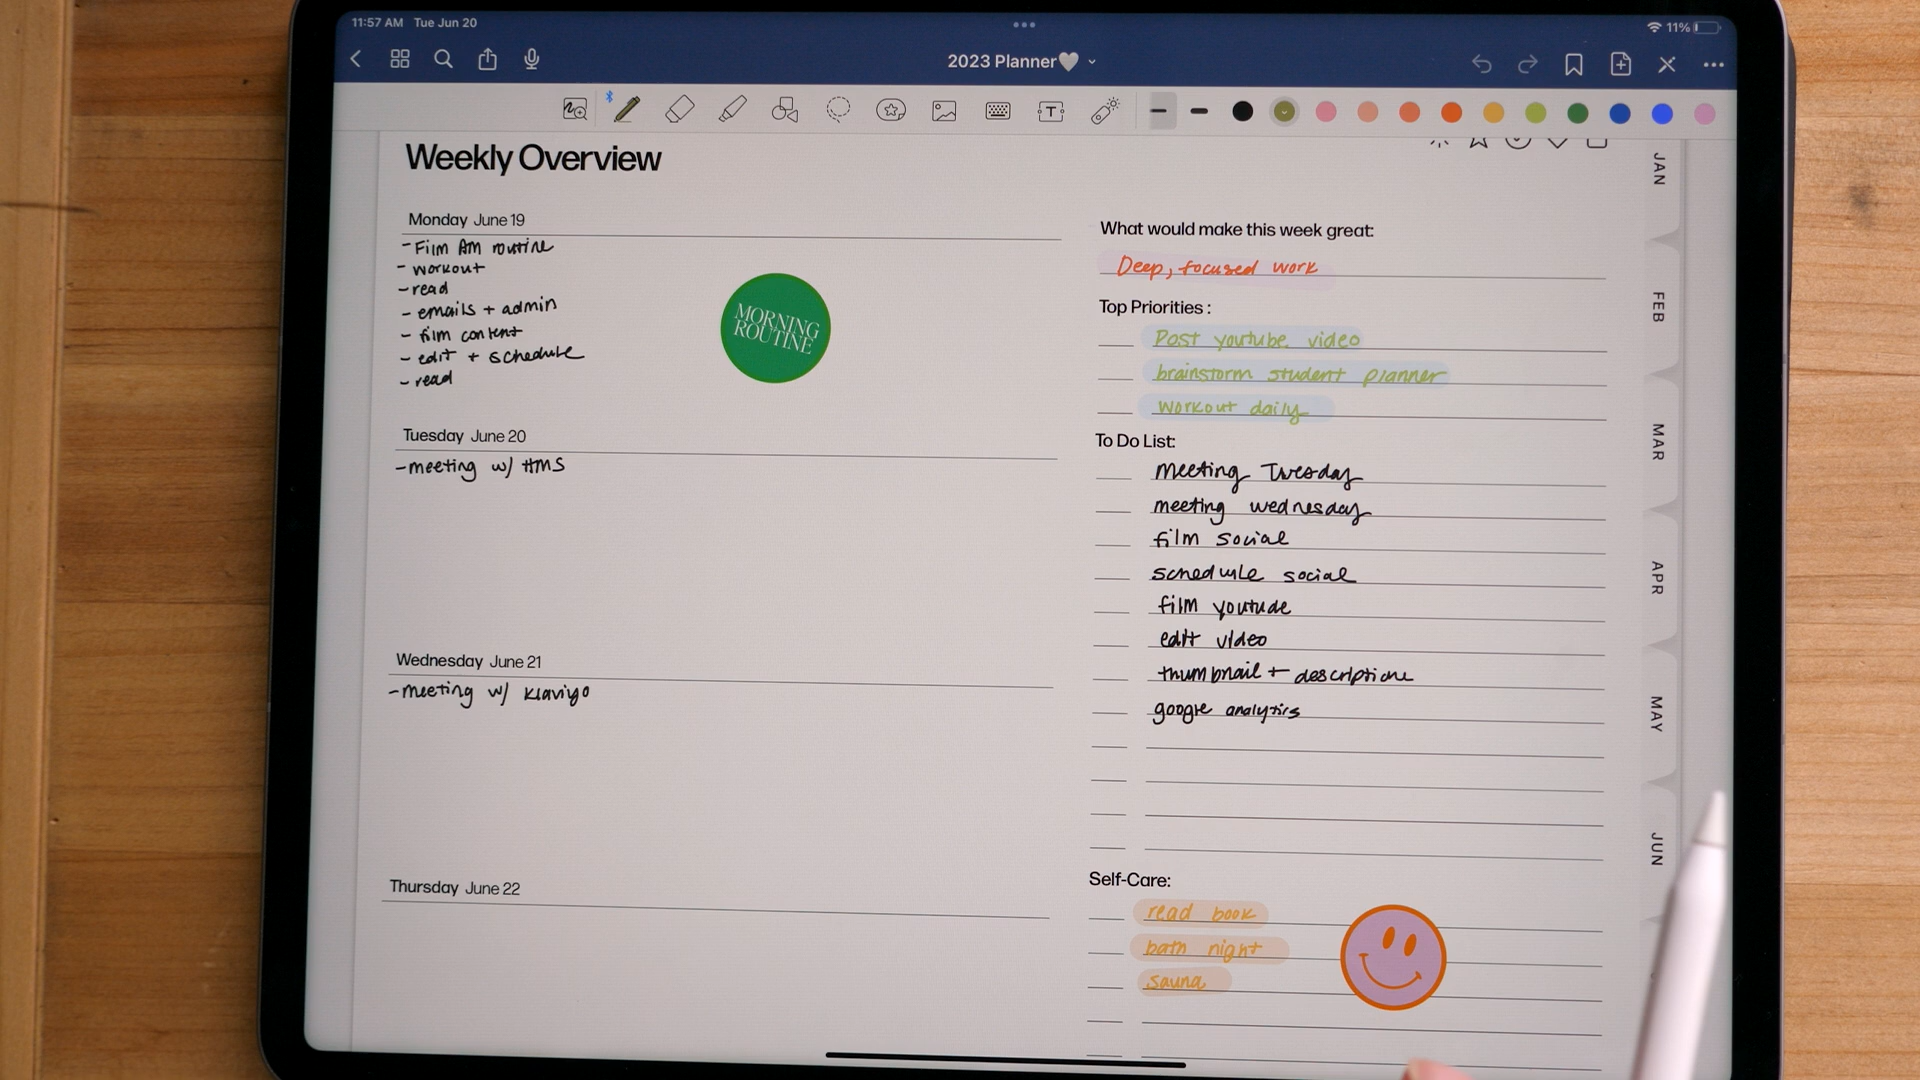 11:57 AM Tue Jun 20
11%
2023 Planner🤍
T
Weekly Overview
Monday June 19
- Film AM routine
- workout
- read
- emails + admin
- film content
- edit + schedule
- read
MORNING
ROUTINE
Tuesday June 20
- meeting w/ HMS
Wednesday June 21
- meeting w/ Klaviyo
Thursday June 22
What would make this week great:
Deep, focused work
Top Priorities :
Post youtube video
brainstorm student planner
workout daily
To Do List:
Meeting Tuesday
meeting wednesday
film social
schedule social
film youtube
edit video
thumbnail +
google analytics
Self-Care:
read book
bath night
sauna
JAN
FEB
MAR
APR
MAY
JUN